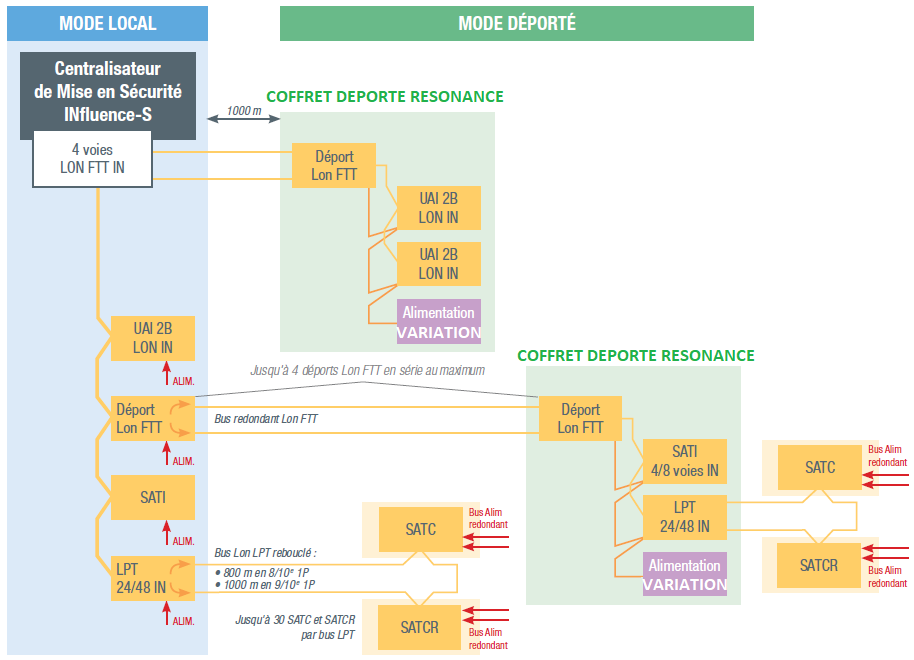 MODE LOCAL
MODE DÉPORTÉ
Centralisateur
de Mise en Sécurité
INfluence-S
4 voies
LON FTT IN
1000 m
COFFRET DEPORTE RESONANCE
Déport
Lon FTT
UAI 2B
LON IN
UAI 2B
LON IN
Alimentation
VARIATION
UAI 2B
LON IN
ALIM.
Jusqu'à 4 déports Lon FTT en série au maximum
COFFRET DEPORTE RESONANCE
Déport
Lon FTT
ALIM.
Bus redondant Lon FTT
Déport
Lon FTT
SATI
4/8 voies IN
LPT
24/48 IN
Alimentation
VARIATION
SATC
Bus Alim
redondant
SATCR
Bus Alim
redondant
SATI
ALIM.
LPT
24/48 IN
ALIM.
Bus Lon LPT rebouclé :
• 800 m en 8/10e 1P
• 1000 m en 9/10e 1P
Jusqu'à 30 SATC et SATCR
par bus LPT
SATC
Bus Alim
redondant
SATCR
Bus Alim
redondant